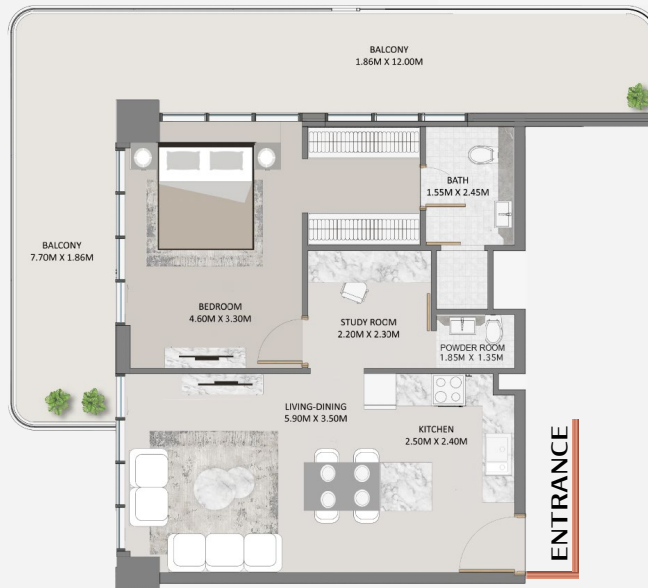 BALCONY
1.86M X 12.00M
BATH
1.55M X 2.45M
BALCONY
7.70M X 1.86M
BEDROOM
4.60M X 3.30M
STUDY ROOM
2.20M X 2.30M
POWDER ROOM
1.85M X 1.35M
LIVING-DINING
5.90M X 3.50M
KITCHEN
2.50M X 2.40M
ENTRANCE